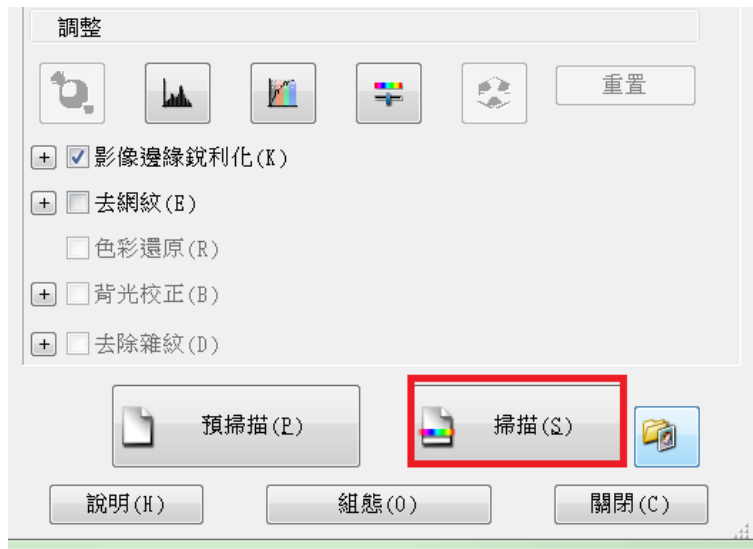 調整
重置
影像邊緣銳利化(K)
去網紋(E)
色彩還原(R)
背光校正(B)
去除雜紋(D)
預掃描(P)
掃描(S)
說明(H)
組態(O)
關閉(C)